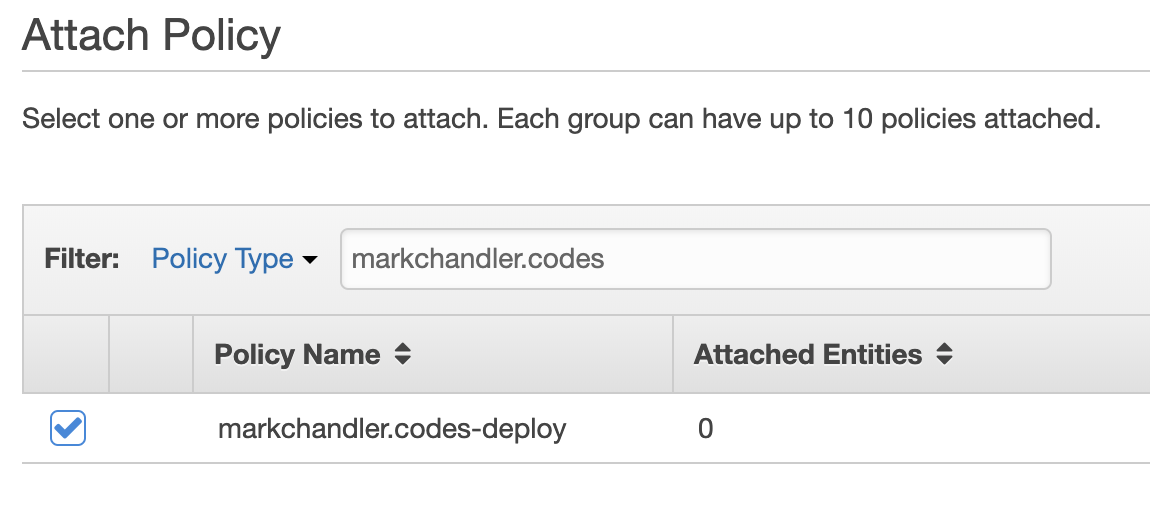 Attach Policy
Select one or more policies to attach. Each group can have up to 10 policies attached.
Filter: Policy Type markchandler.codes
Policy Name Attached Entities
markchandler.codes-deploy 0